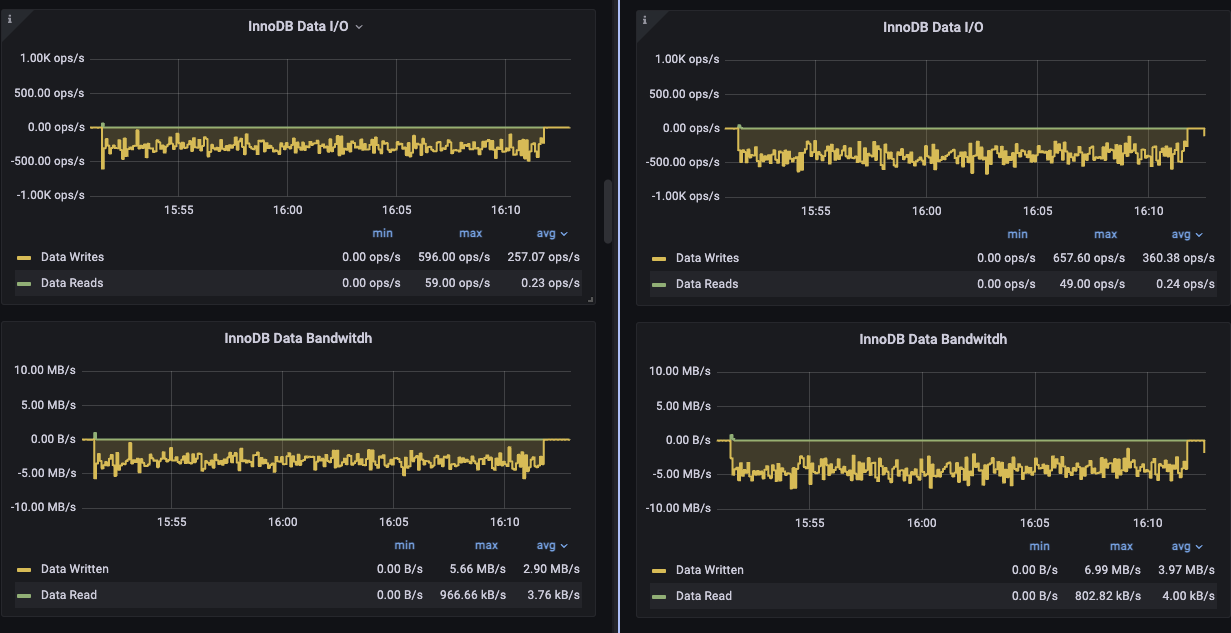 InnoDB Data I/O
1.00K ops/s
500.00 ops/s
0.00 ops/s
-500.00 ops/s
-1.00K ops/s
15:55 16:00 16:05 16:10
min max avg
Data Writes 0.00 ops/s 596.00 ops/s 257.07 ops/s
Data Reads 0.00 ops/s 59.00 ops/s 0.23 ops/s
InnoDB Data Bandwitdh
10.00 MB/s
5.00 MB/s
0.00 B/s
-5.00 MB/s
-10.00 MB/s
15:55 16:00 16:05 16:10
min max avg
Data Written 0.00 B/s 5.66 MB/s 2.90 MB/s
Data Read 0.00 B/s 966.66 kB/s 3.76 kB/s
InnoDB Data I/O
1.00K ops/s
500.00 ops/s
0.00 ops/s
-500.00 ops/s
-1.00K ops/s
15:55 16:00 16:05 16:10
min max avg
Data Writes 0.00 ops/s 657.60 ops/s 360.38 ops/s
Data Reads 0.00 ops/s 49.00 ops/s 0.24 ops/s
InnoDB Data Bandwitdh
10.00 MB/s
5.00 MB/s
0.00 B/s
-5.00 MB/s
-10.00 MB/s
15:55 16:00 16:05 16:10
min max avg
Data Written 0.00 B/s 6.99 MB/s 3.97 MB/s
Data Read 0.00 B/s 802.82 kB/s 4.00 kB/s